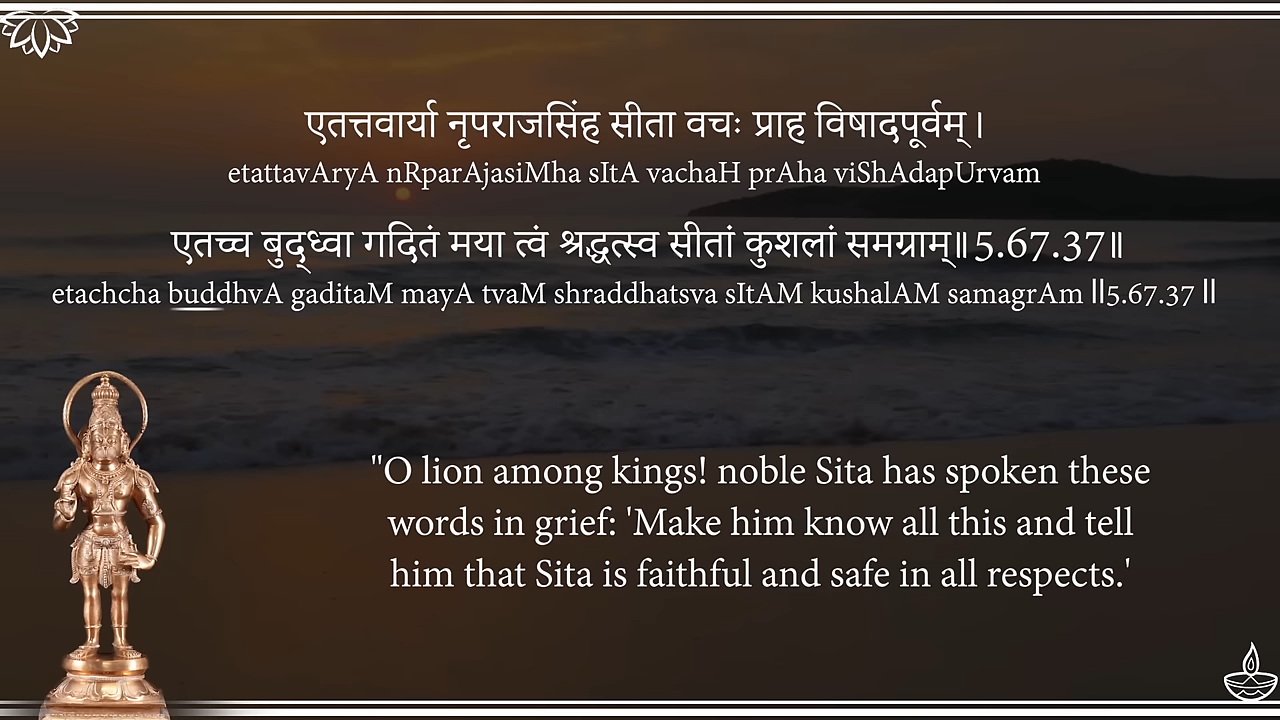 एतत्तवार्या नृपराजसिंह सीता वचः प्राह विषादपूर्वम् ।
etattavAryA nRparAjasiMha sItA vachaH prAha viShAdapUrvam
एतच्च बुद्ध्वा गदितं मया त्वं श्रद्धत्स्व सीतां कुशलां समग्राम्॥5.67.37॥
etachcha buddhvA gaditaM mayA tvaM shraddhatsva sItAM kushalAM samagrAm ||5.67.37 ||
"O lion among kings! noble Sita has spoken these
words in grief: 'Make him know all this and tell
him that Sita is faithful and safe in all respects.'